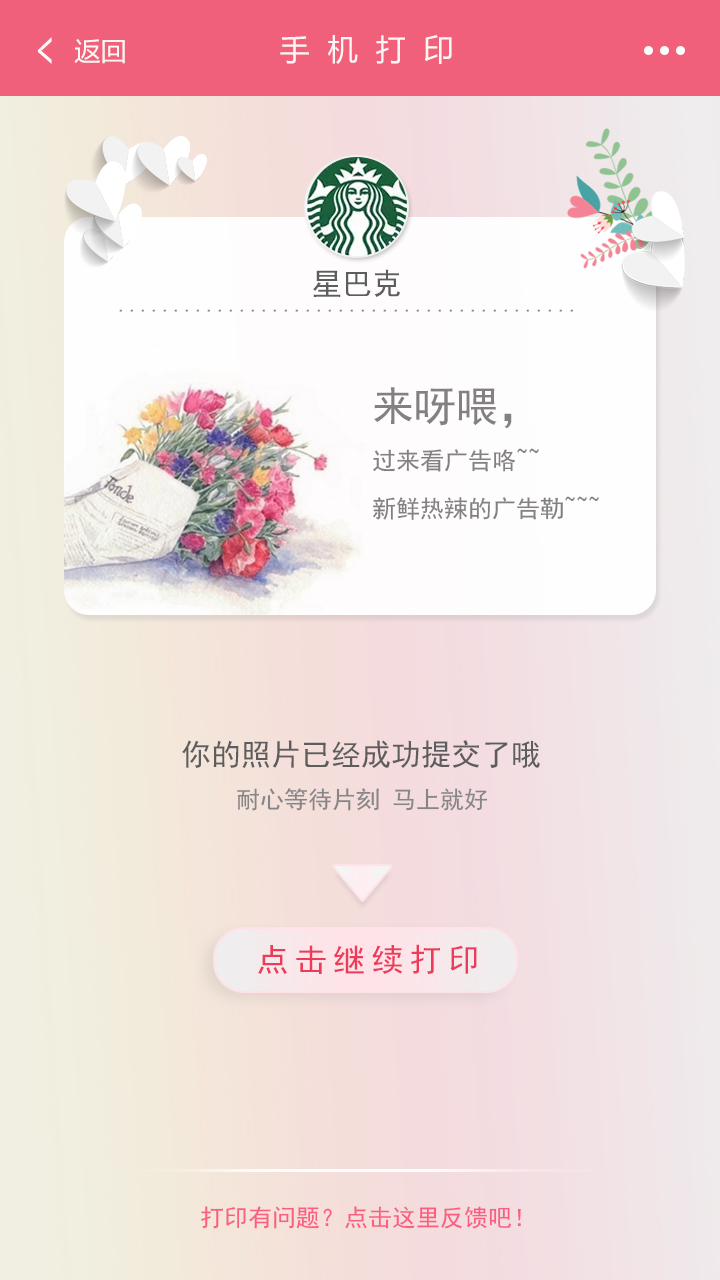 返回
手机打印
星巴克
Tonde
来呀喂，
过来看广告咯~~
新鲜热辣的广告勒~~~
你的照片已经成功提交了哦
耐心等待片刻 马上就好
点击继续打印
打印有问题？点击这里反馈吧！